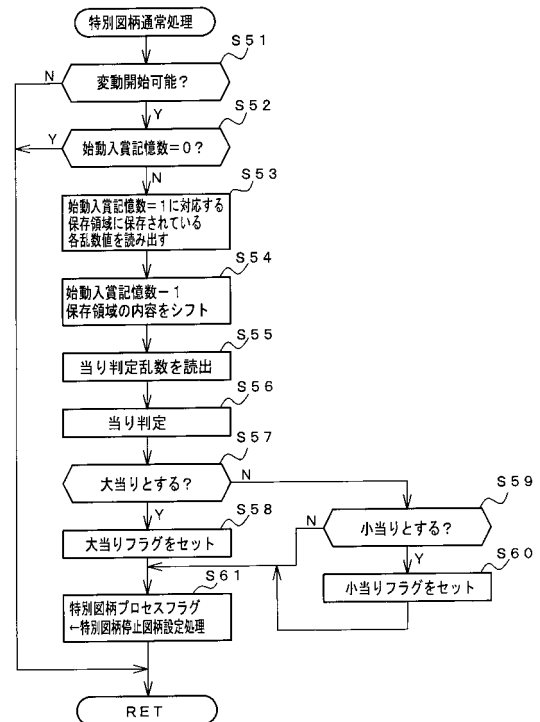 特別図柄通常処理
S51
N
変動開始可能?
Y
S52
Y
始動入賞記憶数=0?
N
S53
始動入賞記憶数=1に対応する
保存領域に保存されている
各乱数値を読み出す
S54
始動入賞記憶数-1
保存領域の内容をシフト
S55
当り判定乱数を読出
S56
当り判定
S57
大当りとする?
N
Y
S58
大当りフラグをセット
S59
N
小当りとする?
Y
S60
小当りフラグをセット
S61
特別図柄プロセスフラグ
←特別図柄停止図柄設定処理
RET